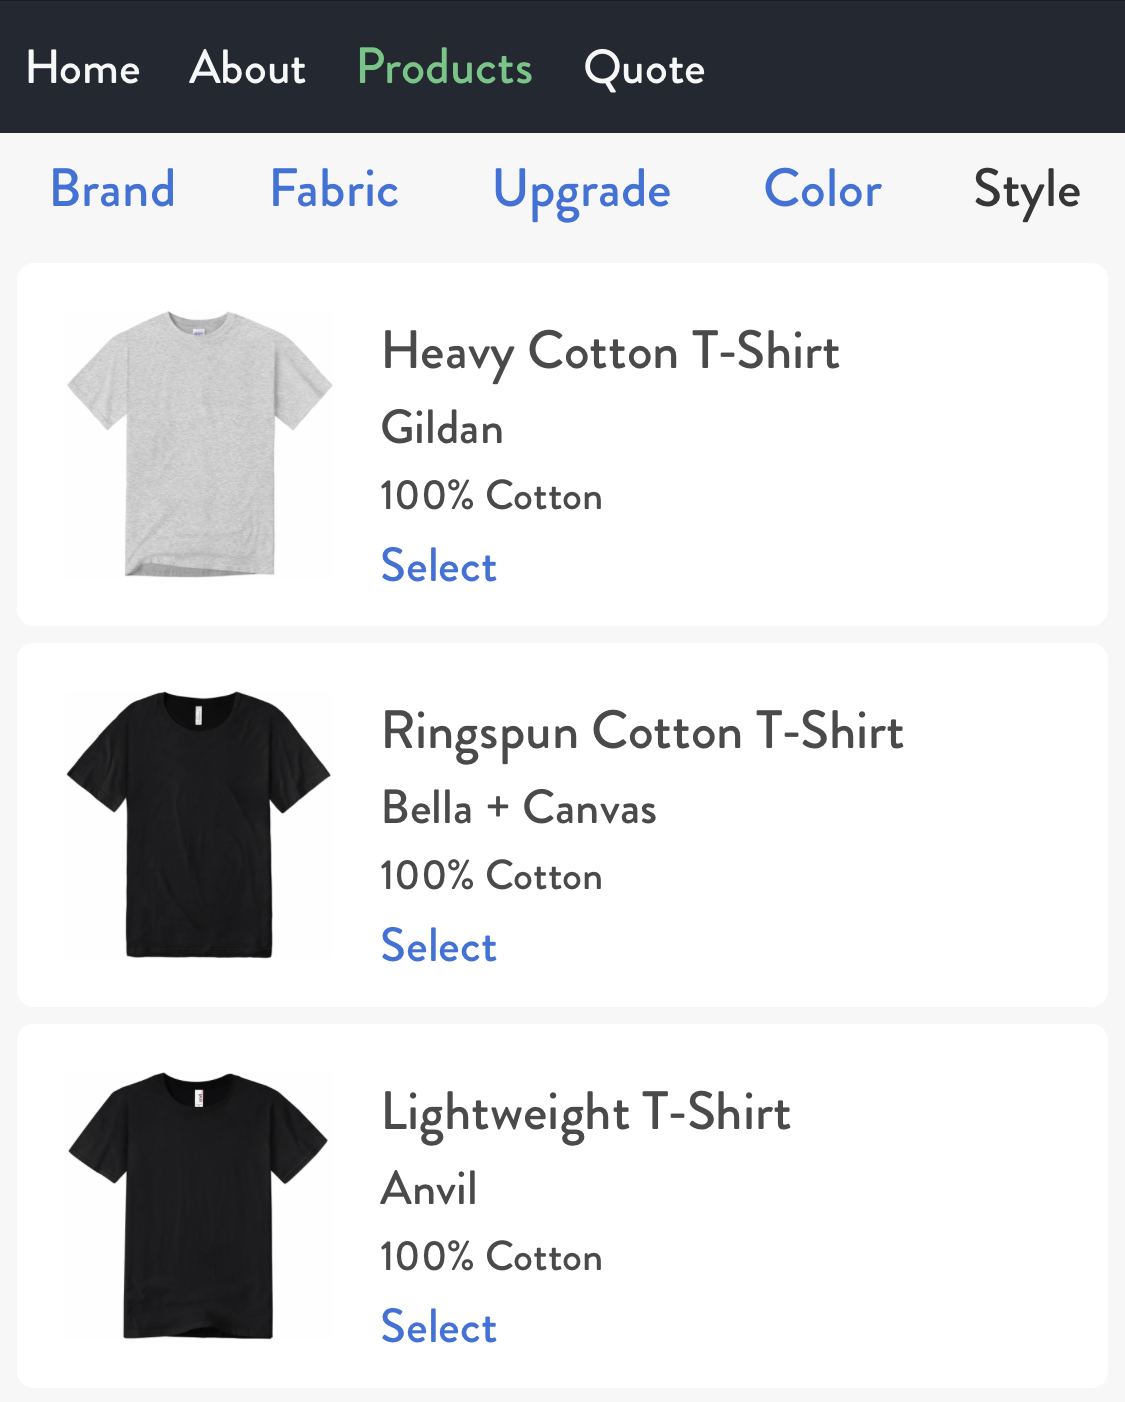 Home About Products Quote
Brand Fabric Upgrade Color Style
Heavy Cotton T-Shirt
Gildan
100% Cotton
Select
Ringspun Cotton T-Shirt
Bella + Canvas
100% Cotton
Select
Lightweight T-Shirt
Anvil
100% Cotton
Select